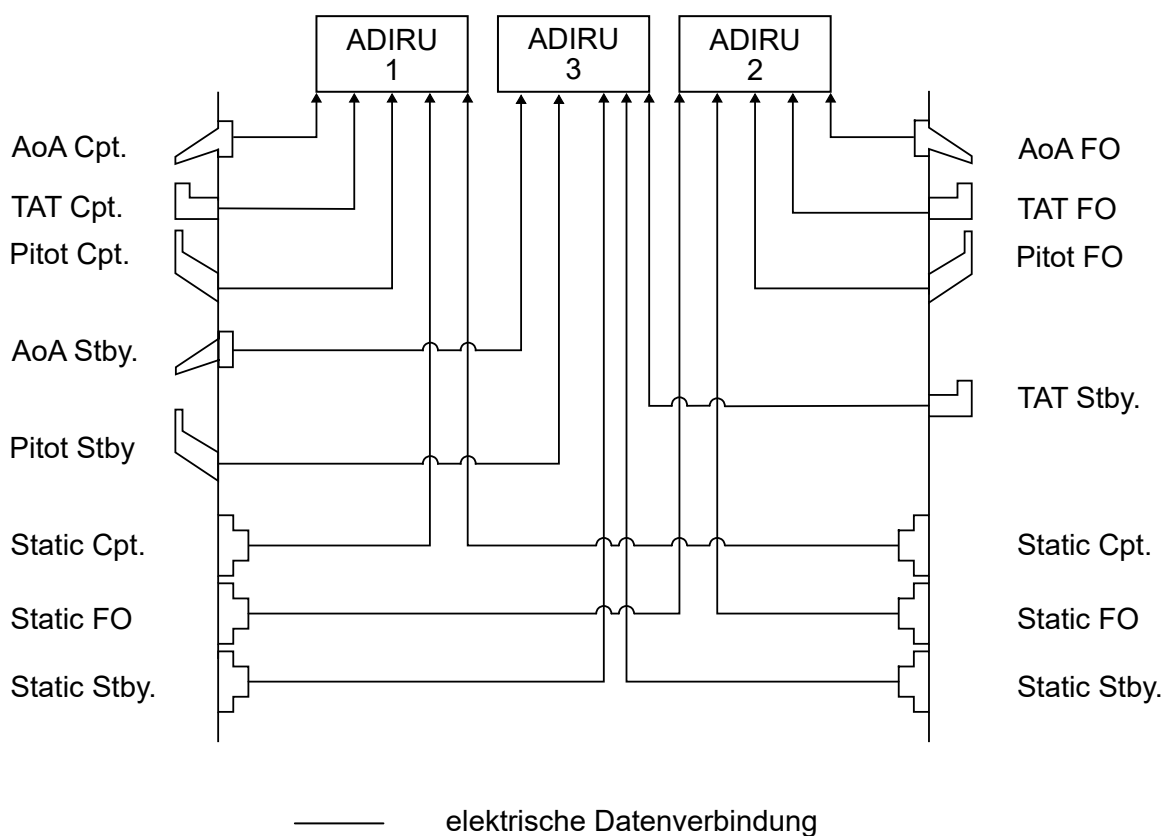 ADIRU
1
ADIRU
3
ADIRU
2
AoA Cpt.
TAT Cpt.
Pitot Cpt.
AoA Stby.
Pitot Stby
Static Cpt.
Static FO
Static Stby.
AoA FO
TAT FO
Pitot FO
TAT Stby.
Static Cpt.
Static FO
Static Stby.
elektrische Datenverbindung